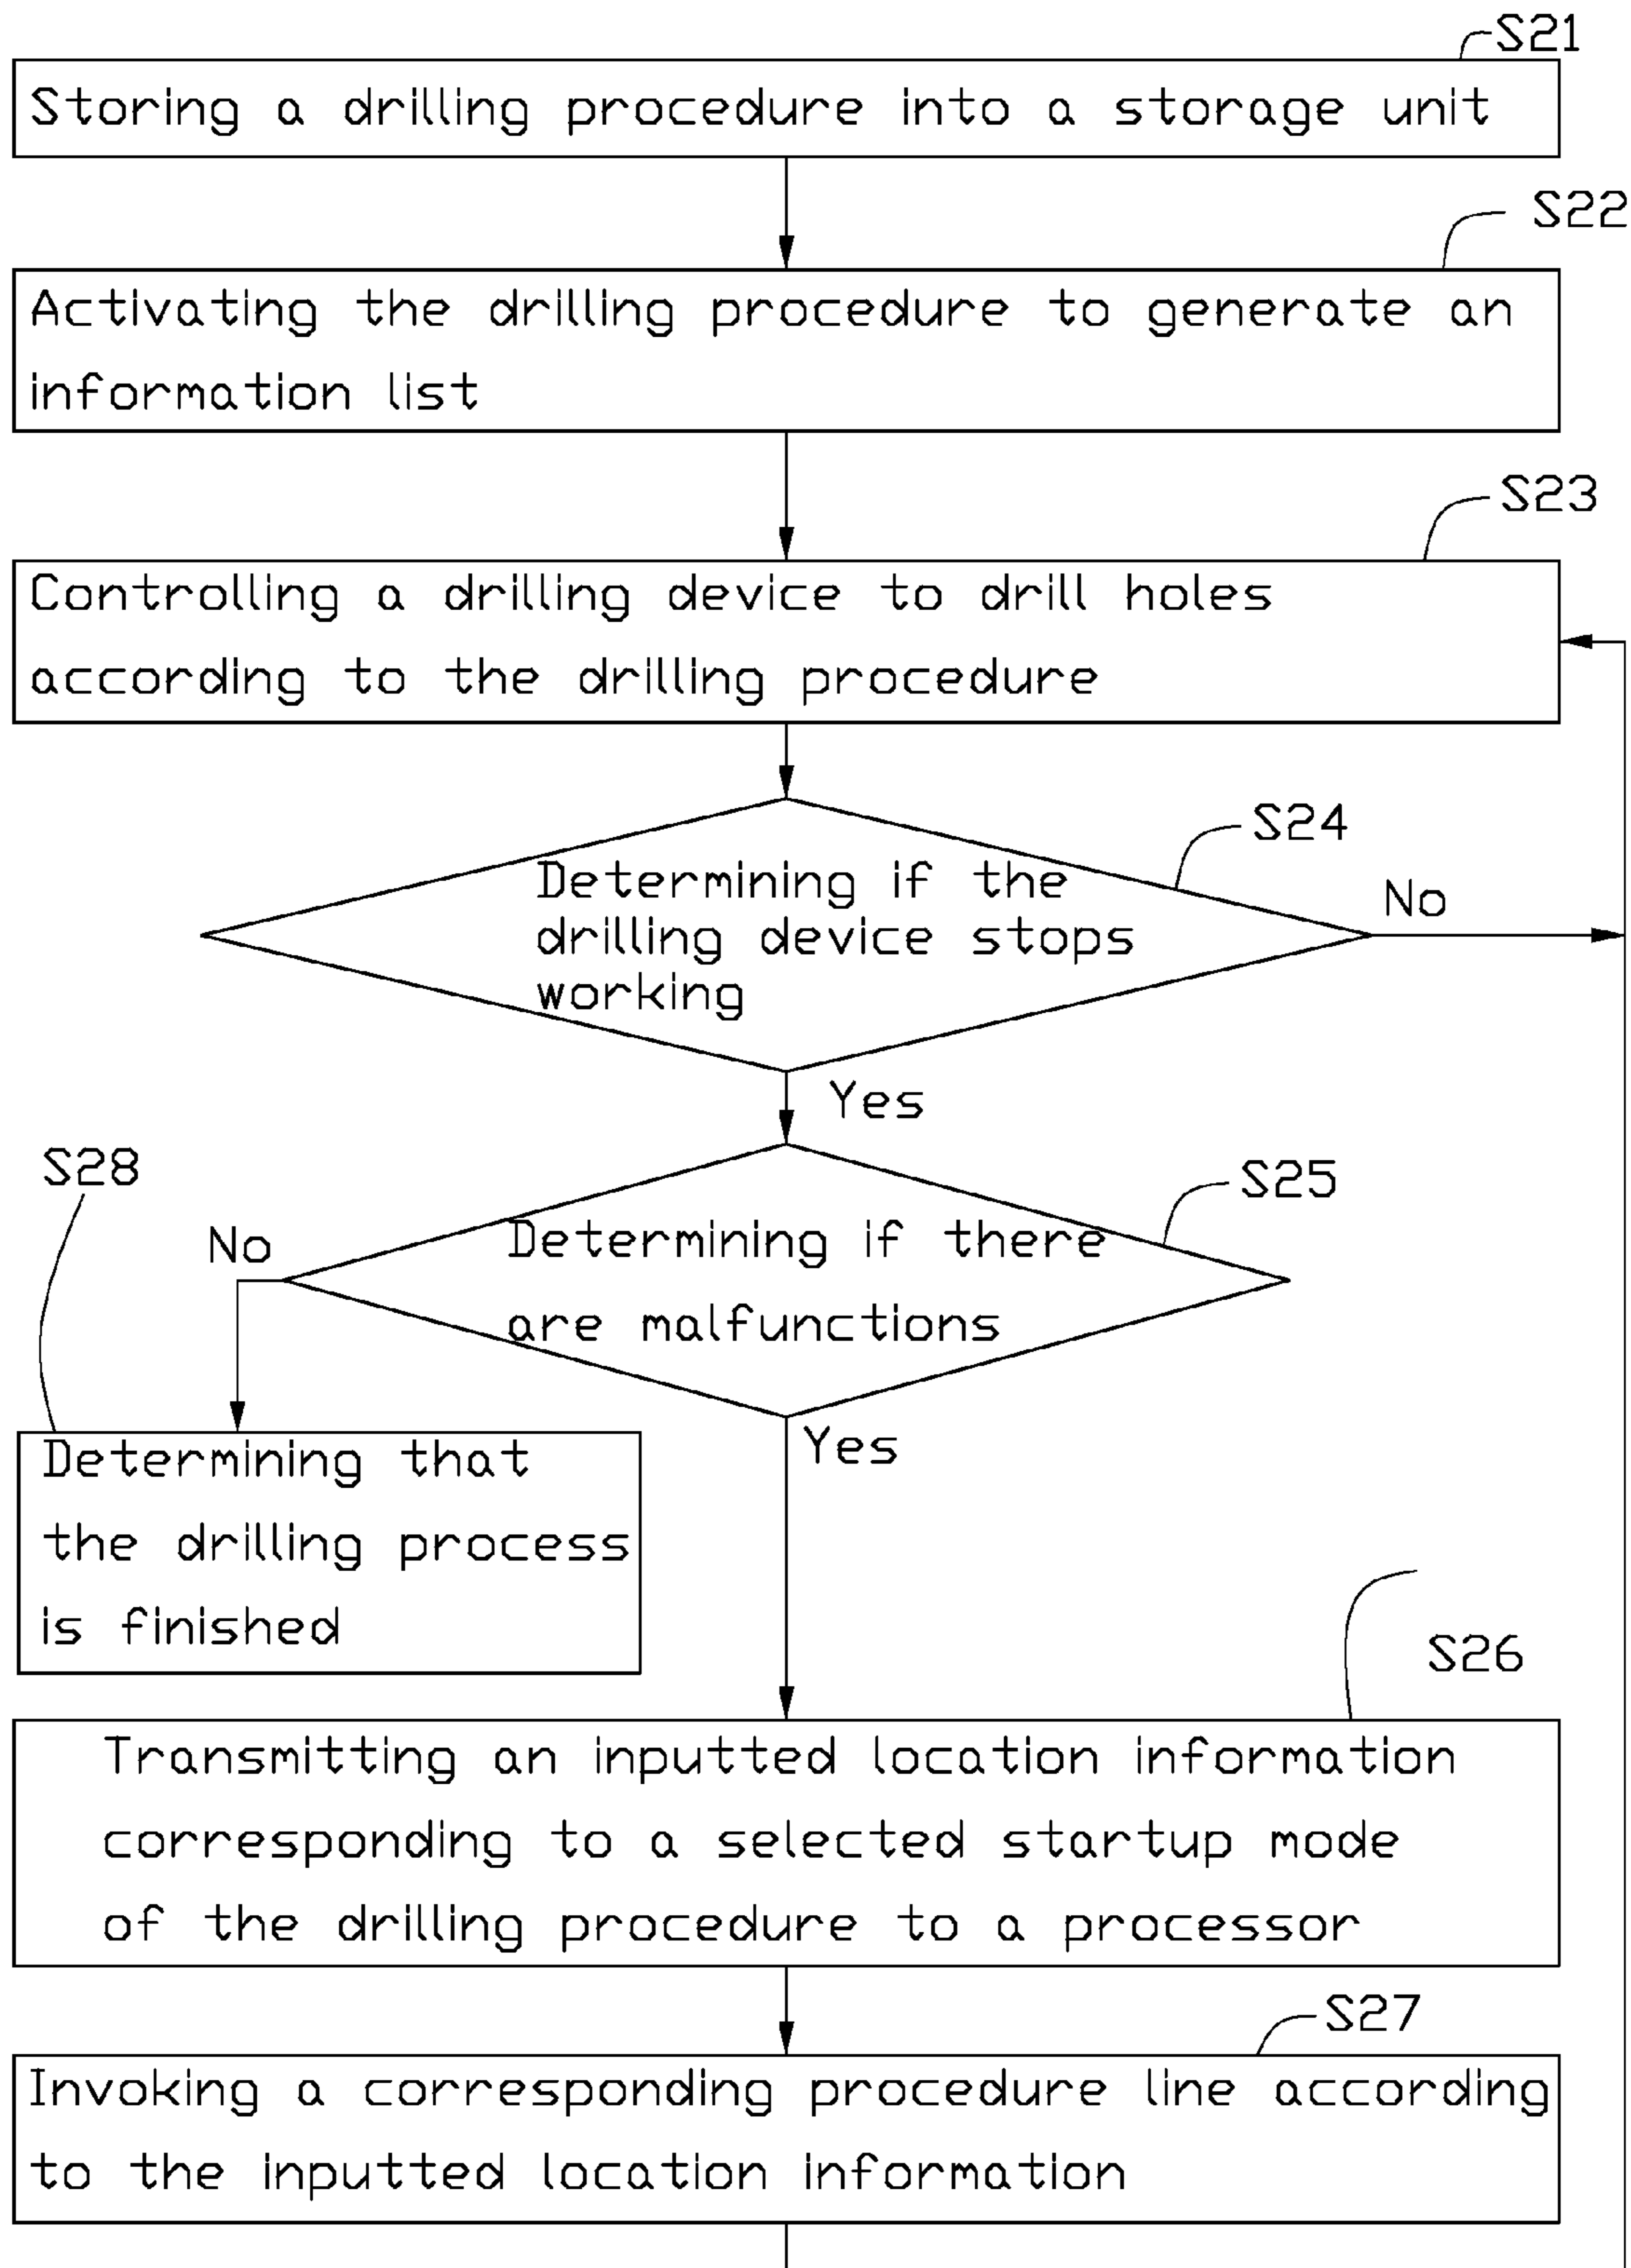 S21
Storing a drilling procedure into a storage unit
S22
Activating the drilling procedure to generate an
information list
S23
Controlling a drilling device to drill holes
according to the drilling procedure
S24
Determining if the
drilling device stops
working
No
Yes
S28
S25
No
Determining if there
are malfunctions
Yes
Determining that
the drilling process
is finished
S26
Transmitting an inputted location information
corresponding to a selected startup mode
of the drilling procedure to a processor
S27
Invoking a corresponding procedure line according
to the inputted location information